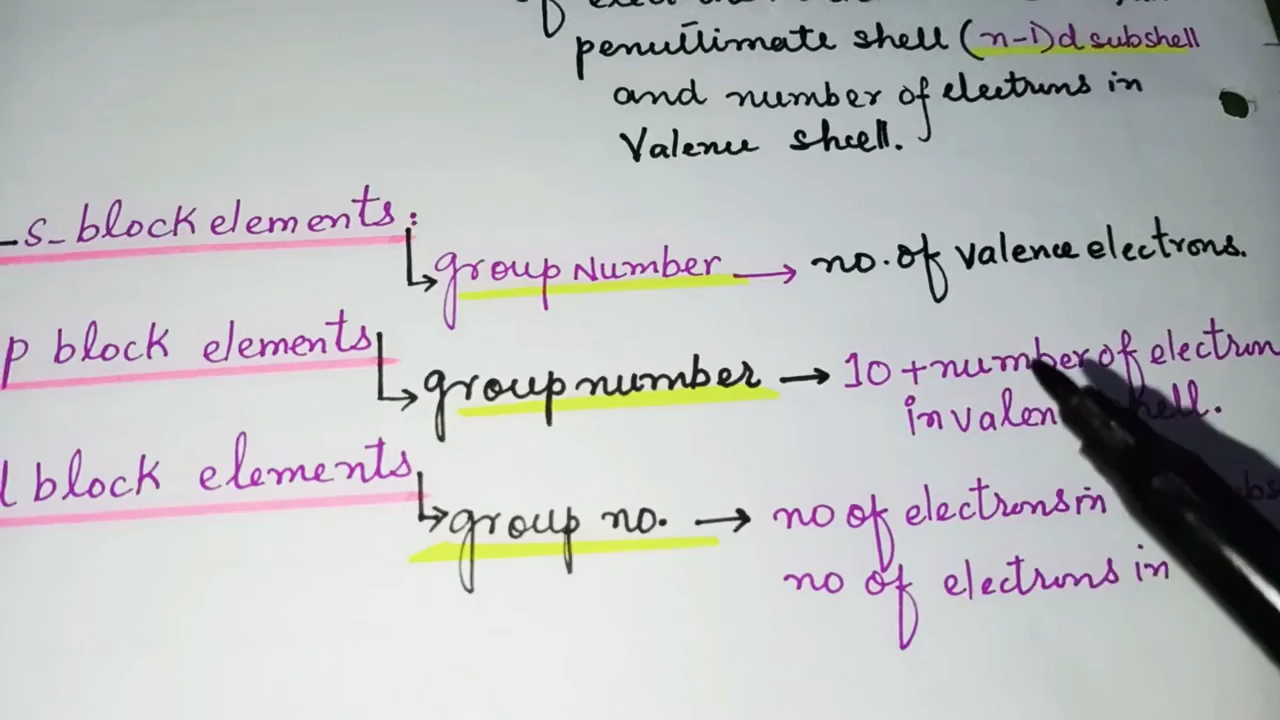 of
penultimate shell (n-1)d subshell
and number of electrons in
Valence shell.
-s-block elements:
group Number → no. of valence electrons.
p block elements
group number → 10 + number of electron
in valen hell.
block elements
group no. → no of electrons in
no of electrons in